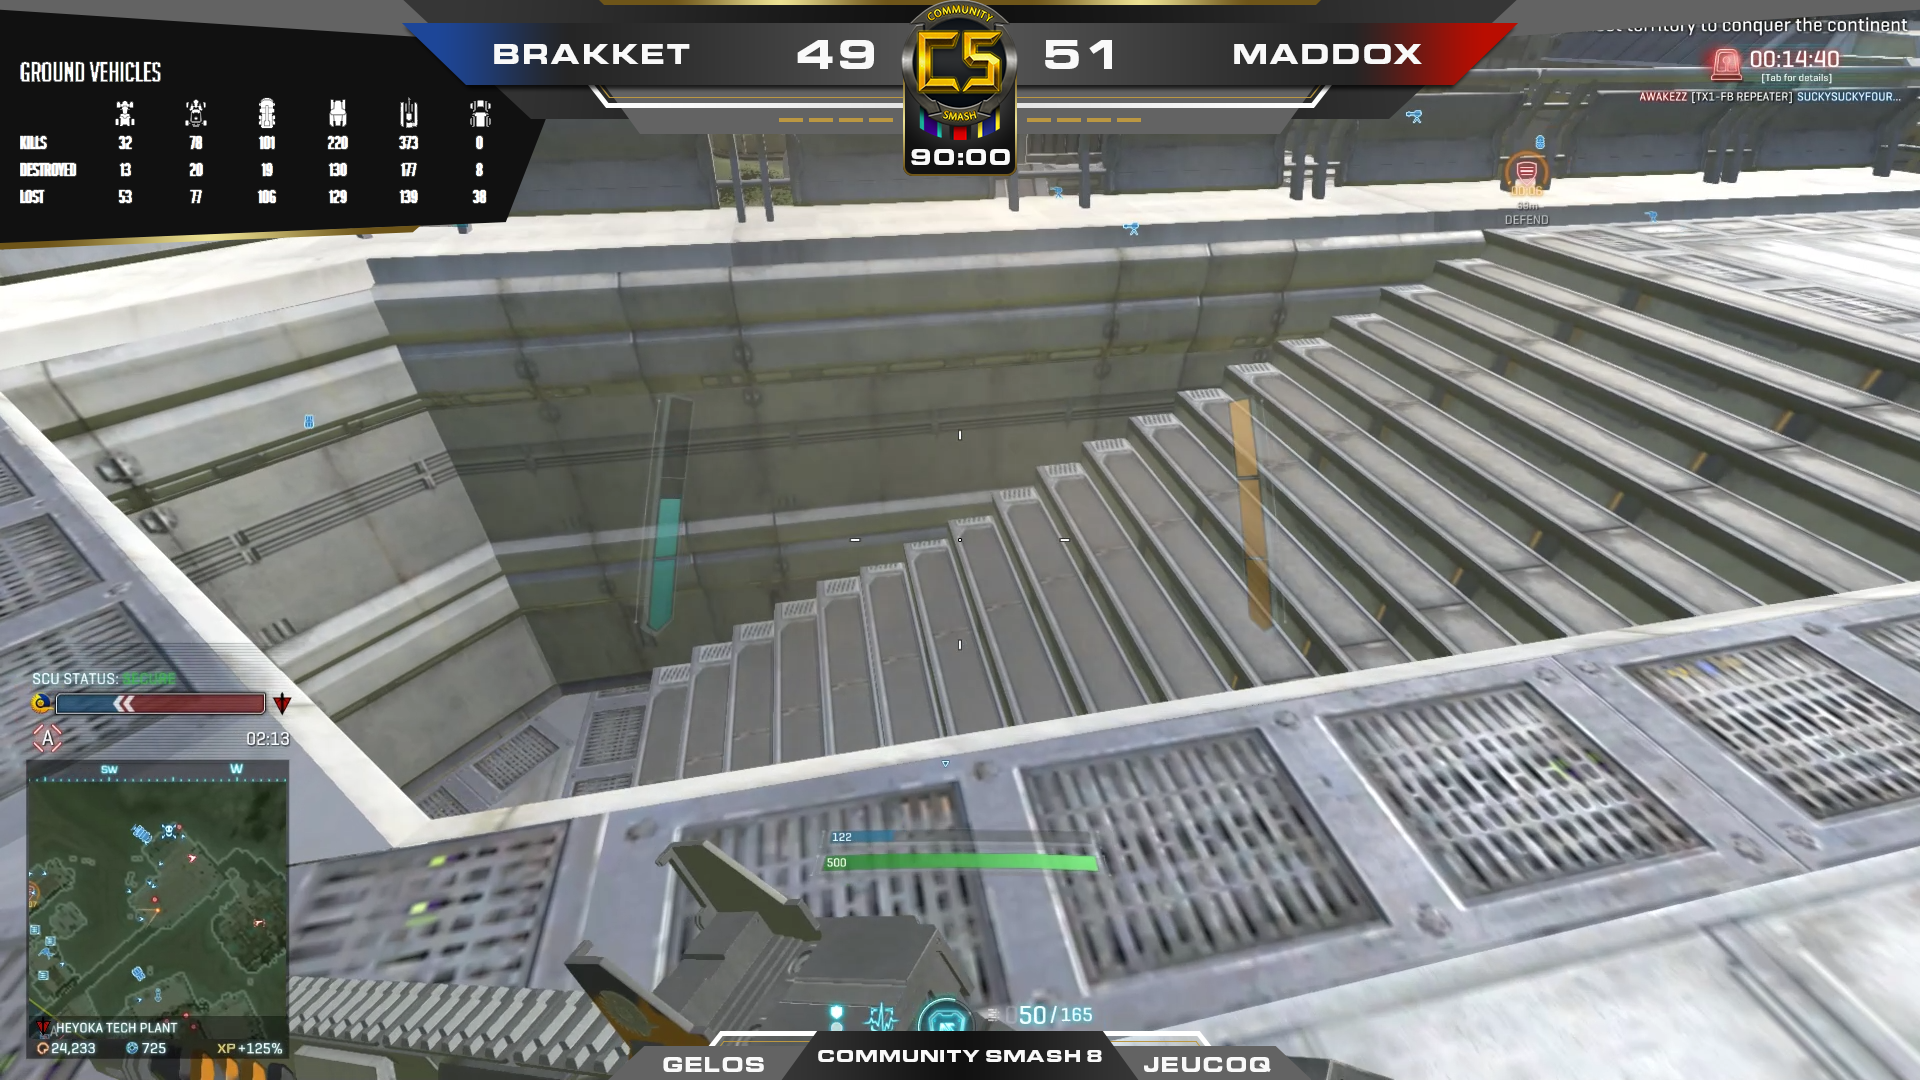 COMMUNITY
CS
SMASH
BRAKKET 49 51 MADDOX
90:00
GROUND VEHICLES
KILLS 32 78 101 220 373 0
DESTROYED 13 20 19 130 177 8
LOST 53 77 106 129 139 38
territory to conquer the continent
00:14:40
[Tab for details]
AWAKEZZ [TX1-FB REPEATER] SUCKYSUCKYFOUR...
DEFEND
SCU STATUS: SECURE
A 02:13
SW W
122
500
HEYOKA TECH PLANT
24,233 725 XP +125%
50/165
GELOS COMMUNITY SMASH 8 JEUCOQ